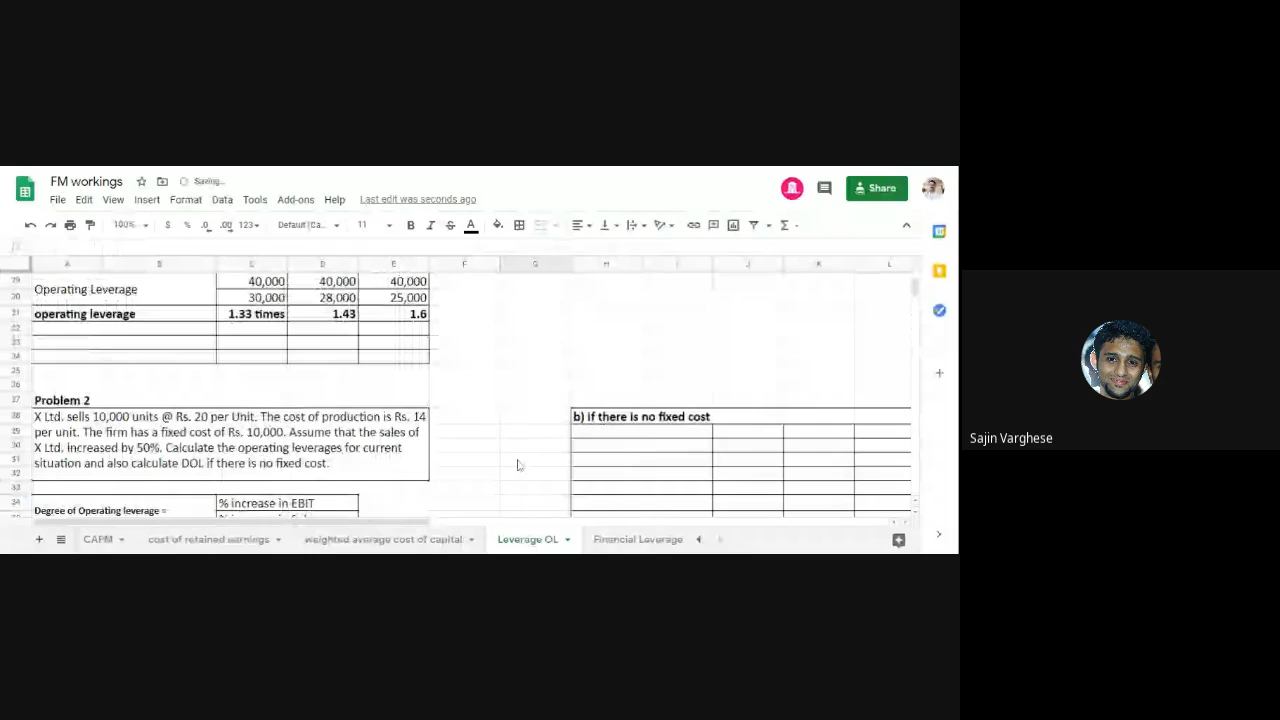 FM workings
Saving...
File Edit View Insert Format Data Tools Add-ons Help Last edit was seconds ago
Share
100% $ % .0 .00 123 Default (Ca... 11 B I S A
A B C D E F G H I J K L
40,000 40,000 40,000
Operating Leverage
30,000 28,000 25,000
operating leverage 1.33 times 1.43 1.6
Problem 2
X Ltd. sells 10,000 units @ Rs. 20 per Unit. The cost of production is Rs. 14
per unit. The firm has a fixed cost of Rs. 10,000. Assume that the sales of
X Ltd. increased by 50%. Calculate the operating leverages for current
situation and also calculate DOL if there is no fixed cost.
b) if there is no fixed cost
% increase in EBIT
Degree of Operating leverage =
CAPM cost of retained earnings weighted average cost of capital Leverage OL Financial Leverage
Sajin Varghese